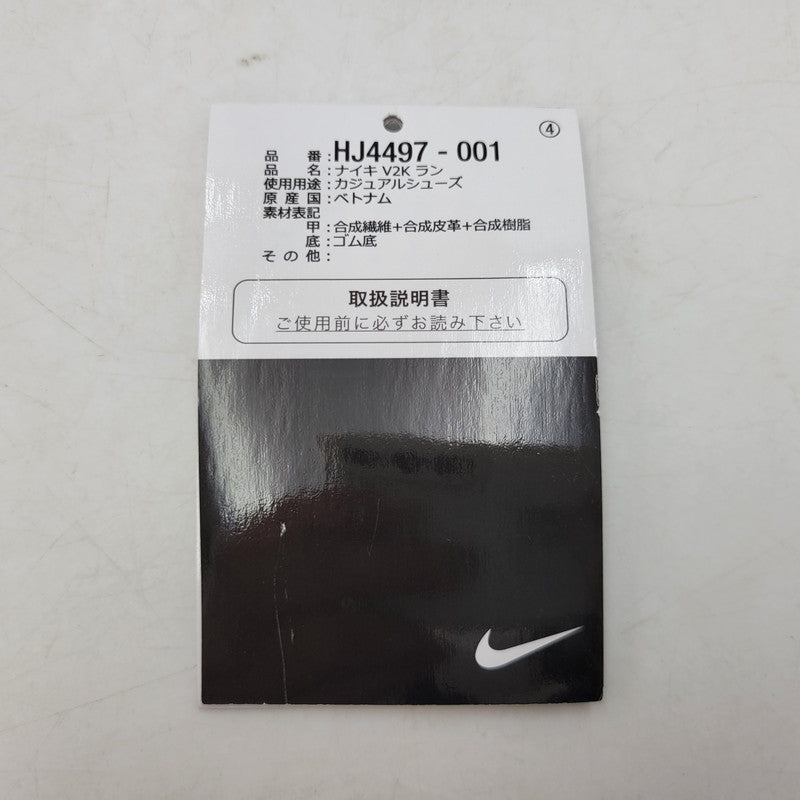 ④
品番:HJ4497-001
品名:ナイキ V2K ラン
使用用途:カジュアルシューズ
原産国:ベトナム
素材表記
甲:合成繊維+合成皮革+合成樹脂
底:ゴム底
その他:
取扱説明書
ご使用前に必ずお読み下さい